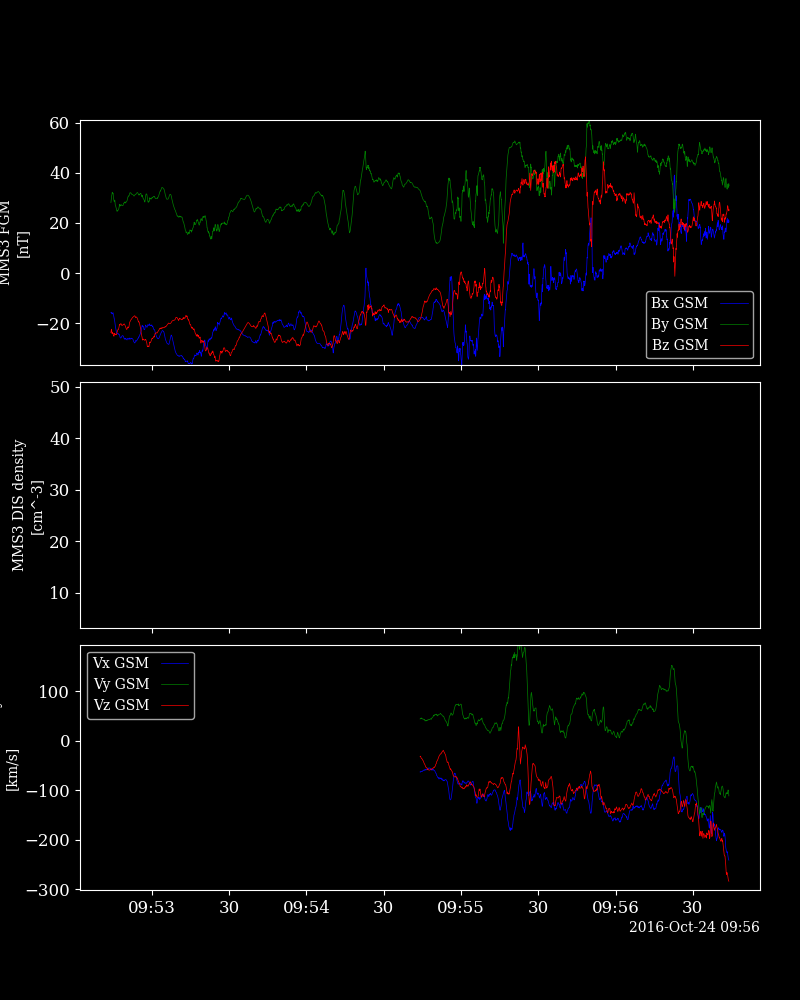 60
40
20
0
−20
MMS3 FGM
[nT]
Bx GSM
By GSM
Bz GSM
50
40
30
20
10
MMS3 DIS density
[cm^-3]
Vx GSM
Vy GSM
Vz GSM
100
0
−100
−200
−300
[km/s]
09:53
30
09:54
30
09:55
30
09:56
30
2016-Oct-24 09:56